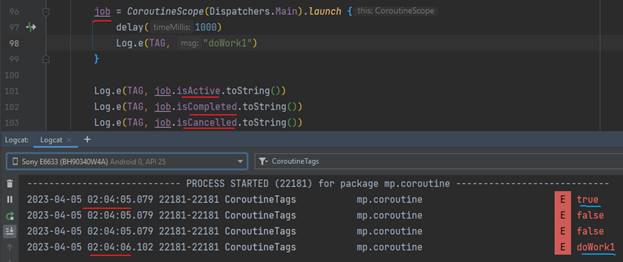 96 job = CoroutineScope(Dispatchers.Main).launch { this: CoroutineScope
97 delay( timeMillis: 1000)
98 Log.e(TAG, msg: "doWork1")
99 }
100
101 Log.e(TAG, job.isActive.toString())
102 Log.e(TAG, job.isCompleted.toString())
103 Log.e(TAG, job.isCancelled.toString())
Logcat: Logcat × +
Sony E6633 (BH90340W4A) Android 0, API 25 CoroutineTags
---------------------------- PROCESS STARTED (22181) for package mp.coroutine ----------------------------
2023-04-05 02:04:05.079 22181-22181 CoroutineTags mp.coroutine E true
2023-04-05 02:04:05.079 22181-22181 CoroutineTags mp.coroutine E false
2023-04-05 02:04:05.079 22181-22181 CoroutineTags mp.coroutine E false
2023-04-05 02:04:06.102 22181-22181 CoroutineTags mp.coroutine E doWork1